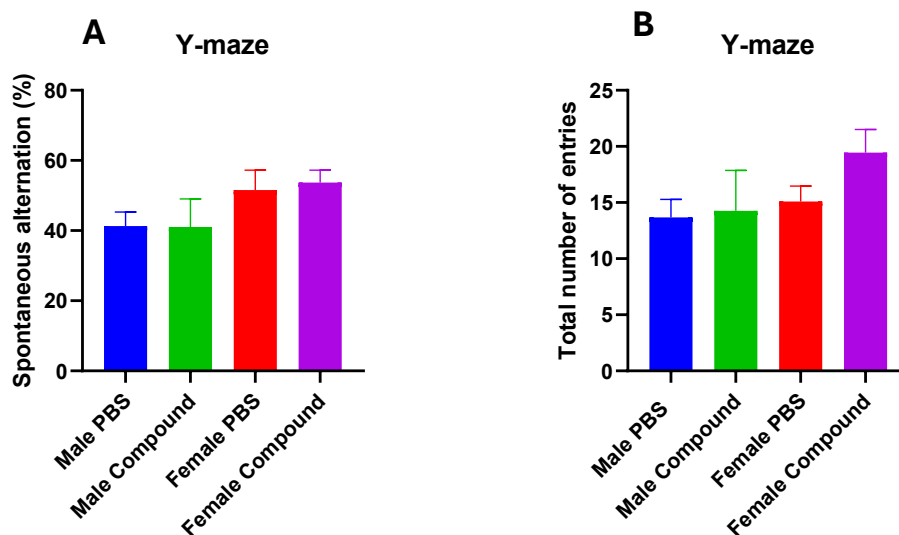 A
Y-maze
Spontaneous alternation (%)
80
60
40
20
0
Male PBS
Male Compound
Female PBS
Female Compound
B
Y-maze
Total number of entries
25
20
15
10
5
0
Male PBS
Male Compound
Female PBS
Female Compound